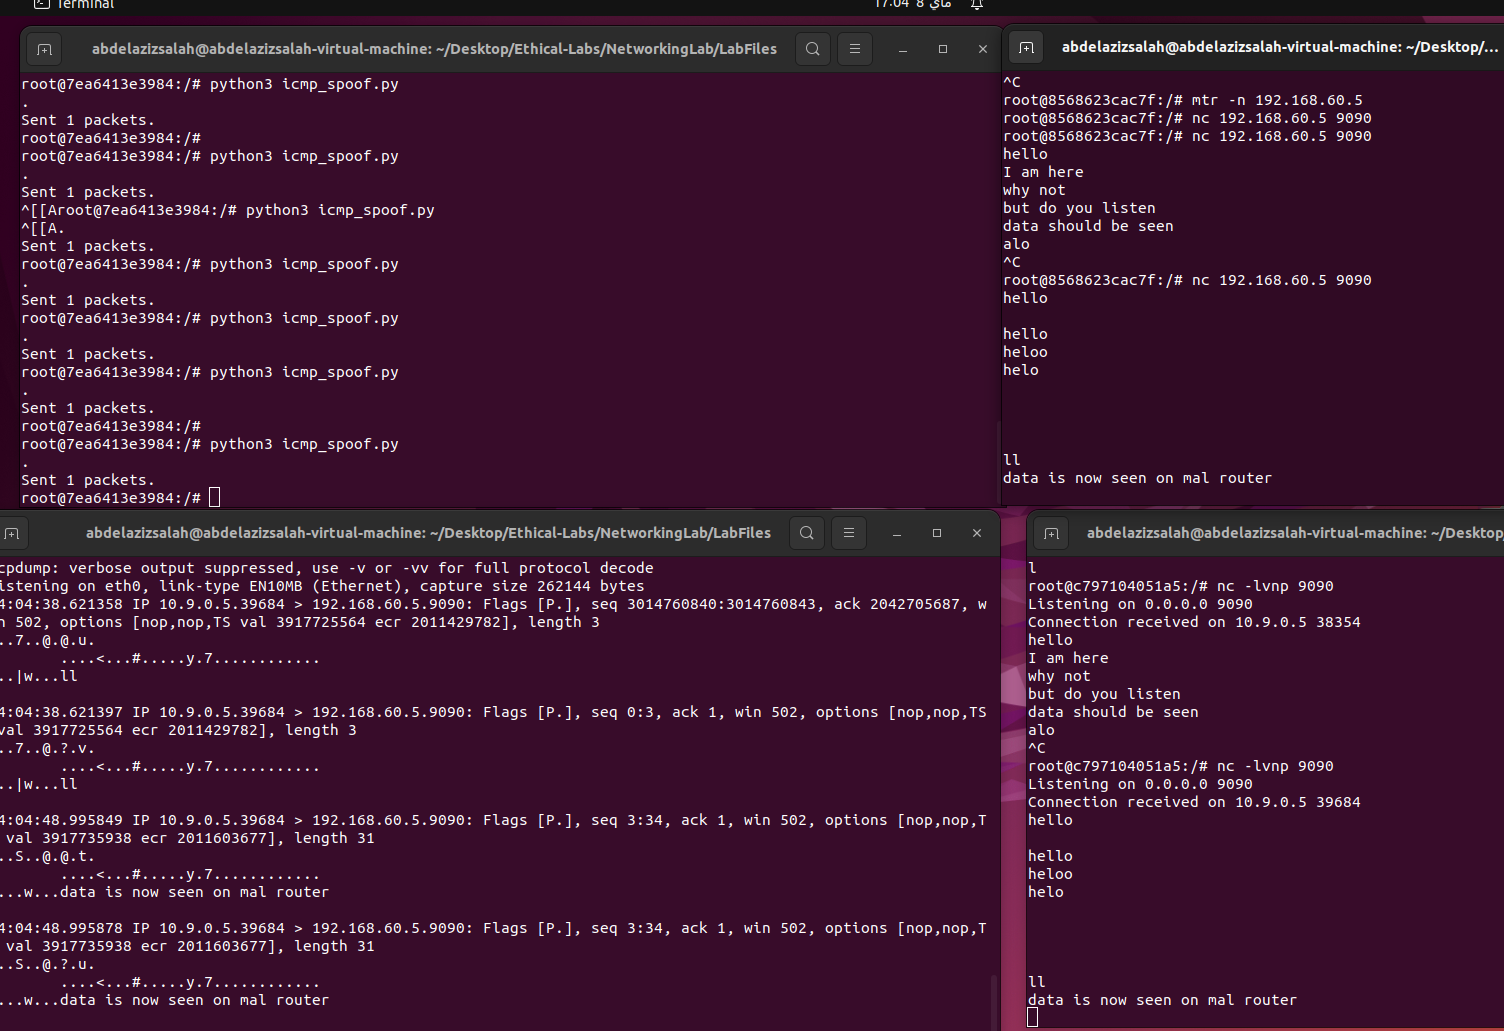 Terminal
17:04 8 ماي
abdelazizsalah@abdelazizsalah-virtual-machine: ~/Desktop/Ethical-Labs/NetworkingLab/LabFiles
root@7ea6413e3984:/# python3 icmp_spoof.py
.
Sent 1 packets.
root@7ea6413e3984:/#
root@7ea6413e3984:/# python3 icmp_spoof.py
.
Sent 1 packets.
^[[Aroot@7ea6413e3984:/# python3 icmp_spoof.py
^[[A.
Sent 1 packets.
root@7ea6413e3984:/# python3 icmp_spoof.py
.
Sent 1 packets.
root@7ea6413e3984:/# python3 icmp_spoof.py
.
Sent 1 packets.
root@7ea6413e3984:/# python3 icmp_spoof.py
.
Sent 1 packets.
root@7ea6413e3984:/#
root@7ea6413e3984:/# python3 icmp_spoof.py
.
Sent 1 packets.
root@7ea6413e3984:/#
abdelazizsalah@abdelazizsalah-virtual-machine: ~/Desktop/...
^C
root@8568623cac7f:/# mtr -n 192.168.60.5
root@8568623cac7f:/# nc 192.168.60.5 9090
root@8568623cac7f:/# nc 192.168.60.5 9090
hello
I am here
why not
but do you listen
data should be seen
alo
^C
root@8568623cac7f:/# nc 192.168.60.5 9090
hello
hello
heloo
helo
ll
data is now seen on mal router
abdelazizsalah@abdelazizsalah-virtual-machine: ~/Desktop/Ethical-Labs/NetworkingLab/LabFiles
cpdump: verbose output suppressed, use -v or -vv for full protocol decode
istening on eth0, link-type EN10MB (Ethernet), capture size 262144 bytes
4:04:38.621358 IP 10.9.0.5.39684 > 192.168.60.5.9090: Flags [P.], seq 3014760840:3014760843, ack 2042705687, w
n 502, options [nop,nop,TS val 3917725564 ecr 2011429782], length 3
..7..@.@.u.
....<...#.....y.7............
..|w...ll
4:04:38.621397 IP 10.9.0.5.39684 > 192.168.60.5.9090: Flags [P.], seq 0:3, ack 1, win 502, options [nop,nop,TS
val 3917725564 ecr 2011429782], length 3
..7..@.?.v.
....<...#.....y.7............
..|w...ll
4:04:48.995849 IP 10.9.0.5.39684 > 192.168.60.5.9090: Flags [P.], seq 3:34, ack 1, win 502, options [nop,nop,T
val 3917735938 ecr 2011603677], length 31
..S..@.@.t.
....<...#.....y.7............
...w...data is now seen on mal router
4:04:48.995878 IP 10.9.0.5.39684 > 192.168.60.5.9090: Flags [P.], seq 3:34, ack 1, win 502, options [nop,nop,T
val 3917735938 ecr 2011603677], length 31
..S..@.?.u.
....<...#.....y.7............
...w...data is now seen on mal router
abdelazizsalah@abdelazizsalah-virtual-machine: ~/Desktop/
l
root@c797104051a5:/# nc -lvnp 9090
Listening on 0.0.0.0 9090
Connection received on 10.9.0.5 38354
hello
I am here
why not
but do you listen
data should be seen
alo
^C
root@c797104051a5:/# nc -lvnp 9090
Listening on 0.0.0.0 9090
Connection received on 10.9.0.5 39684
hello
hello
heloo
helo
ll
data is now seen on mal router